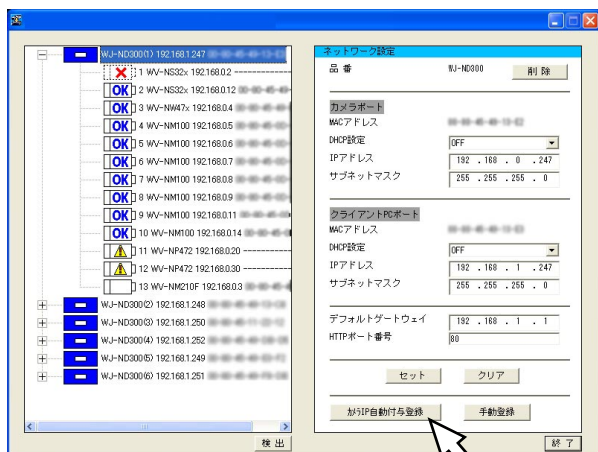 WJ-ND300(1) 192.168.1.247
1 WV-NS32x 192.168.0.2 ----------
OK 2 WV-NS32x 192.168.0.12
OK 3 WV-NW47x 192.168.0.4
OK 4 WV-NM100 192.168.0.5
OK 5 WV-NM100 192.168.0.6
OK 6 WV-NM100 192.168.0.7
OK 7 WV-NM100 192.168.0.8
OK 8 WV-NM100 192.168.0.9
OK 9 WV-NM100 192.168.0.11
OK 10 WV-NM100 192.168.0.14
11 WV-NP472 192.168.0.20 ----------
12 WV-NP472 192.168.0.30 ----------
13 WV-NM210F 192.168.0.3
WJ-ND300(2) 192.168.1.248
WJ-ND300(3) 192.168.1.250
WJ-ND300(4) 192.168.1.252
WJ-ND300(5) 192.168.1.249
WJ-ND300(6) 192.168.1.251
検出
ネットワーク設定
品 番 WJ-ND300 削 除
カメラポート
MACアドレス
DHCP設定 OFF
IPアドレス 192 .168 . 0 .247
サブネットマスク 255 .255 .255 . 0
クライアントPCポート
MACアドレス
DHCP設定 OFF
IPアドレス 192 .168 . 1 .247
サブネットマスク 255 .255 .255 . 0
デフォルトゲートウェイ 192 .168 . 1 . 1
HTTPポート番号 80
セット クリア
ｶﾒﾗIP自動付与登録 手動登録
終 了